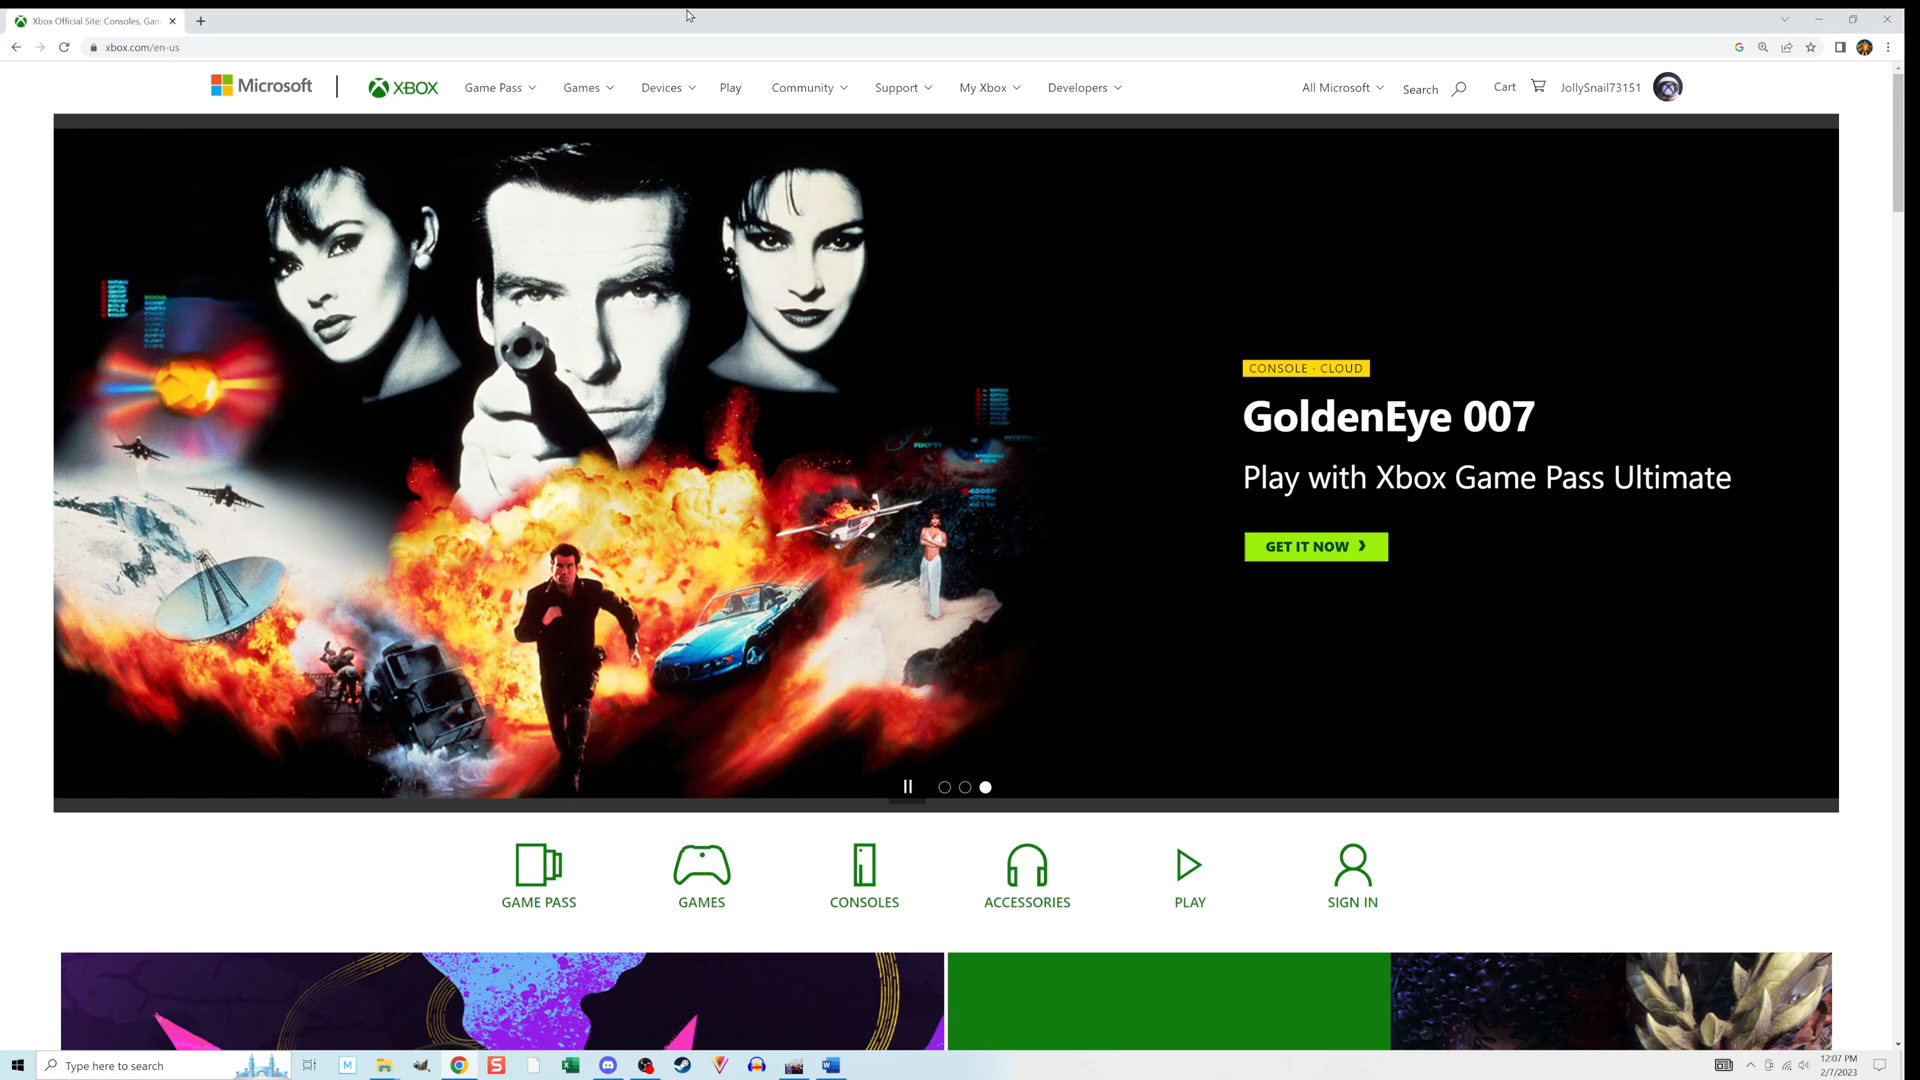 Xbox Official Site: Consoles, Gam
xbox.com/en-us
Microsoft
XBOX
Game Pass
Games
Devices
Play
Community
Support
My Xbox
Developers
All Microsoft
Search
Cart
JollySnail73151
CONSOLE · CLOUD
GoldenEye 007
Play with Xbox Game Pass Ultimate
GET IT NOW
GAME PASS
GAMES
CONSOLES
ACCESSORIES
PLAY
SIGN IN
Type here to search
12:07 PM
2/7/2023